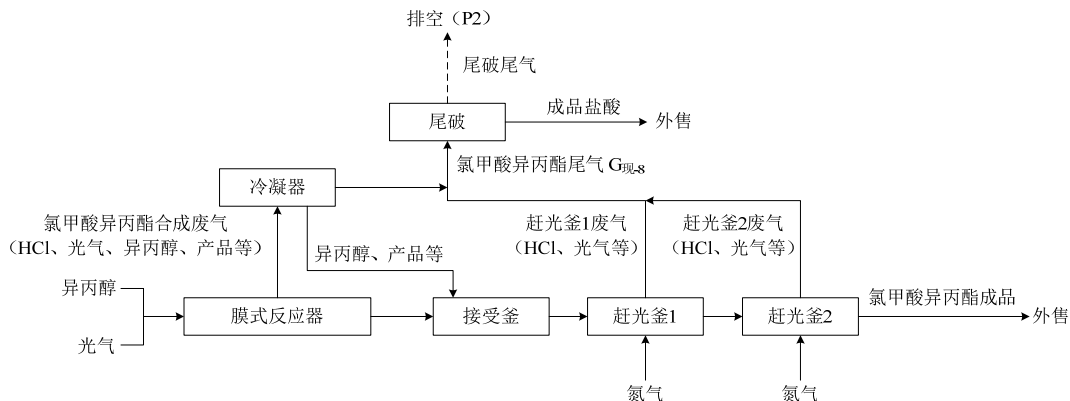 排空（P2）
尾破尾气
尾破
成品盐酸
外售
氯甲酸异丙酯尾气 G现-8
冷凝器
氯甲酸异丙酯合成废气
（HCl、光气、异丙醇、产品等）
赶光釜1废气
（HCl、光气等）
赶光釜2废气
（HCl、光气等）
异丙醇、产品等
异丙醇
光气
膜式反应器
接受釜
赶光釜1
赶光釜2
氯甲酸异丙酯成品
外售
氮气
氮气